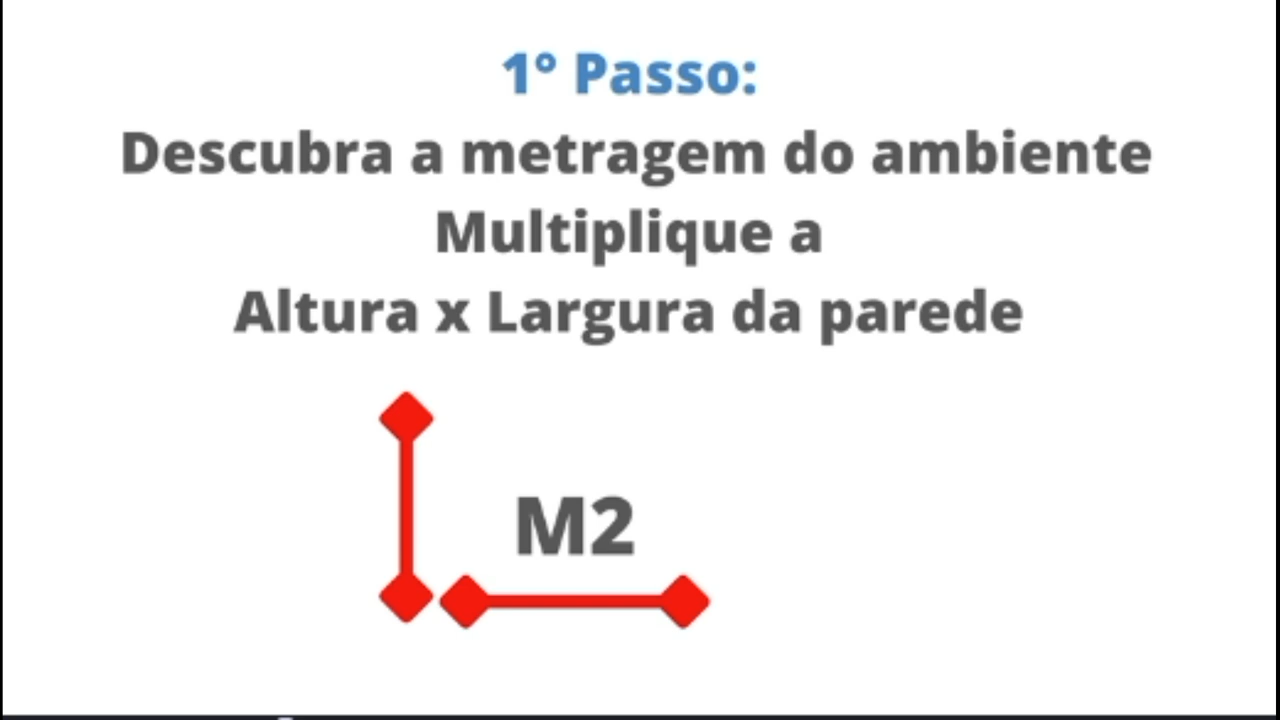 1° Passo:
Descubra a metragem do ambiente
Multiplique a
Altura x Largura da parede
M2